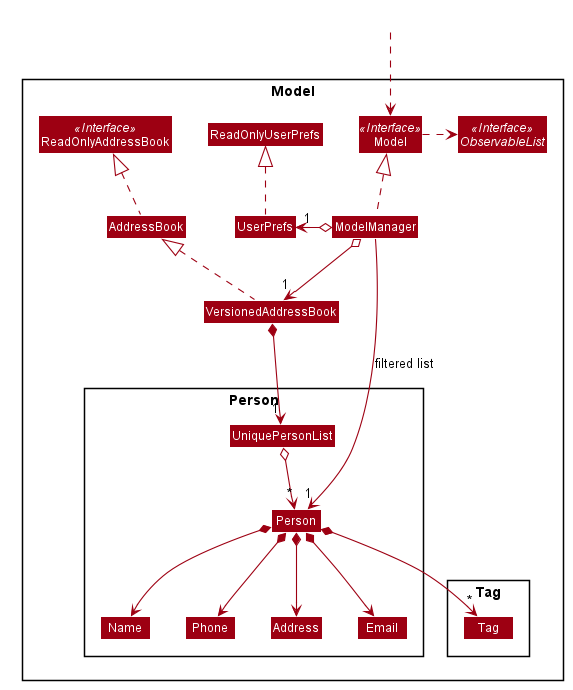 Model
«Interface»
ReadOnlyAddressBook
ReadOnlyUserPrefs
«Interface»
Model
«Interface»
ObservableList
AddressBook
UserPrefs
1
ModelManager
1
VersionedAddressBook
filtered list
Person
1
UniquePersonList
*
1
Person
Tag
*
Name
Phone
Address
Email
Tag